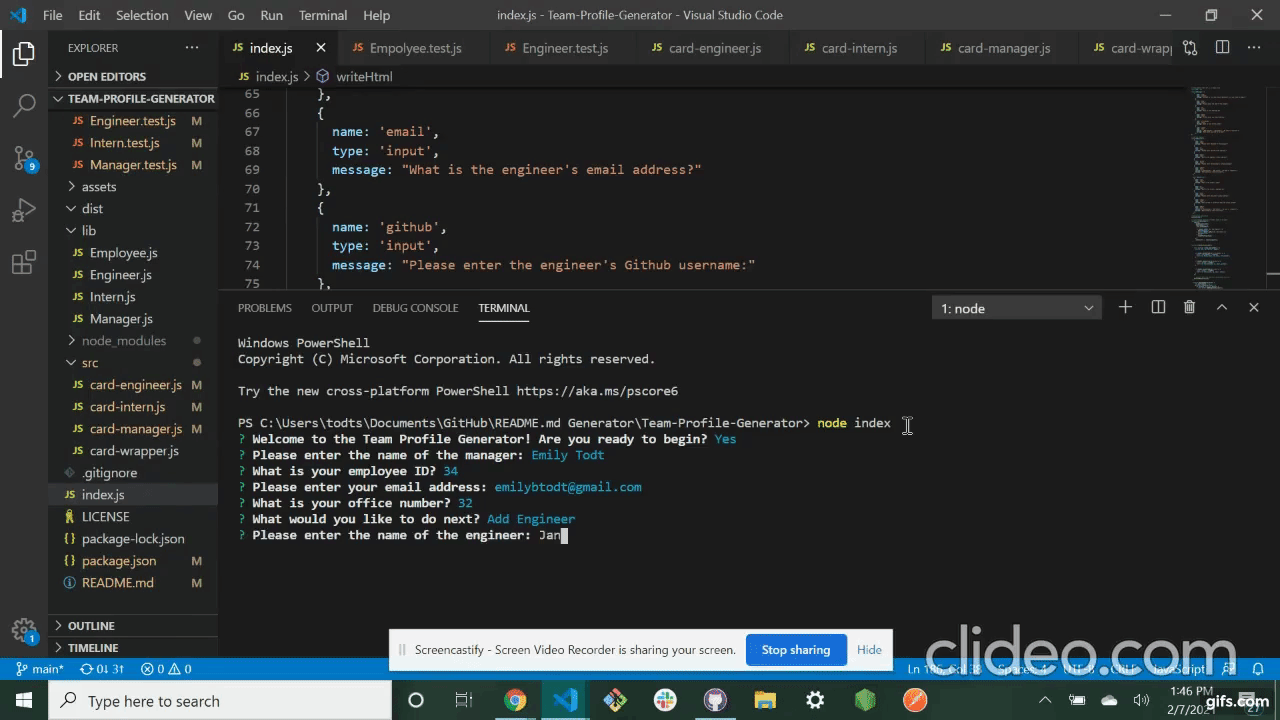 File Edit Selection View Go Run Terminal Help
index.js - Team-Profile-Generator - Visual Studio Code
EXPLORER
OPEN EDITORS
TEAM-PROFILE-GENERATOR
Engineer.test.js M
Intern.test.js M
Manager.test.js M
assets
dist
lib
Employee.js
Engineer.js
Intern.js
Manager.js
node_modules
src
card-engineer.js M
card-intern.js M
card-manager.js M
card-wrapper.js M
.gitignore
index.js M
LICENSE
package-lock.json
package.json M
README.md M
OUTLINE
TIMELINE
index.js Empolyee.test.js Engineer.test.js card-engineer.js card-intern.js card-manager.js card-wrapp
index.js > writeHtml
65 },
66 {
67 name: 'email',
68 type: 'input',
69 message: "What is the engineer's email address?"
70 },
71 {
72 name: 'github',
73 type: 'input',
74 message: "Please enter the engineer's Github username."
75 },
PROBLEMS OUTPUT DEBUG CONSOLE TERMINAL
1: node
Windows PowerShell
Copyright (C) Microsoft Corporation. All rights reserved.
Try the new cross-platform PowerShell https://aka.ms/pscore6
PS C:\Users\todts\Documents\GitHub\README.md Generator\Team-Profile-Generator> node index
? Welcome to the Team Profile Generator! Are you ready to begin? Yes
? Please enter the name of the manager: Emily Todt
? What is your employee ID? 34
? Please enter your email address: emilybtodt@gmail.com
? What is your office number? 32
? What would you like to do next? Add Engineer
? Please enter the name of the engineer: Jan
Screencastify - Screen Video Recorder is sharing your screen. Stop sharing Hide
clideo.com
9
1
main* 0 0
Type here to search
1:46 PM
gifs.com